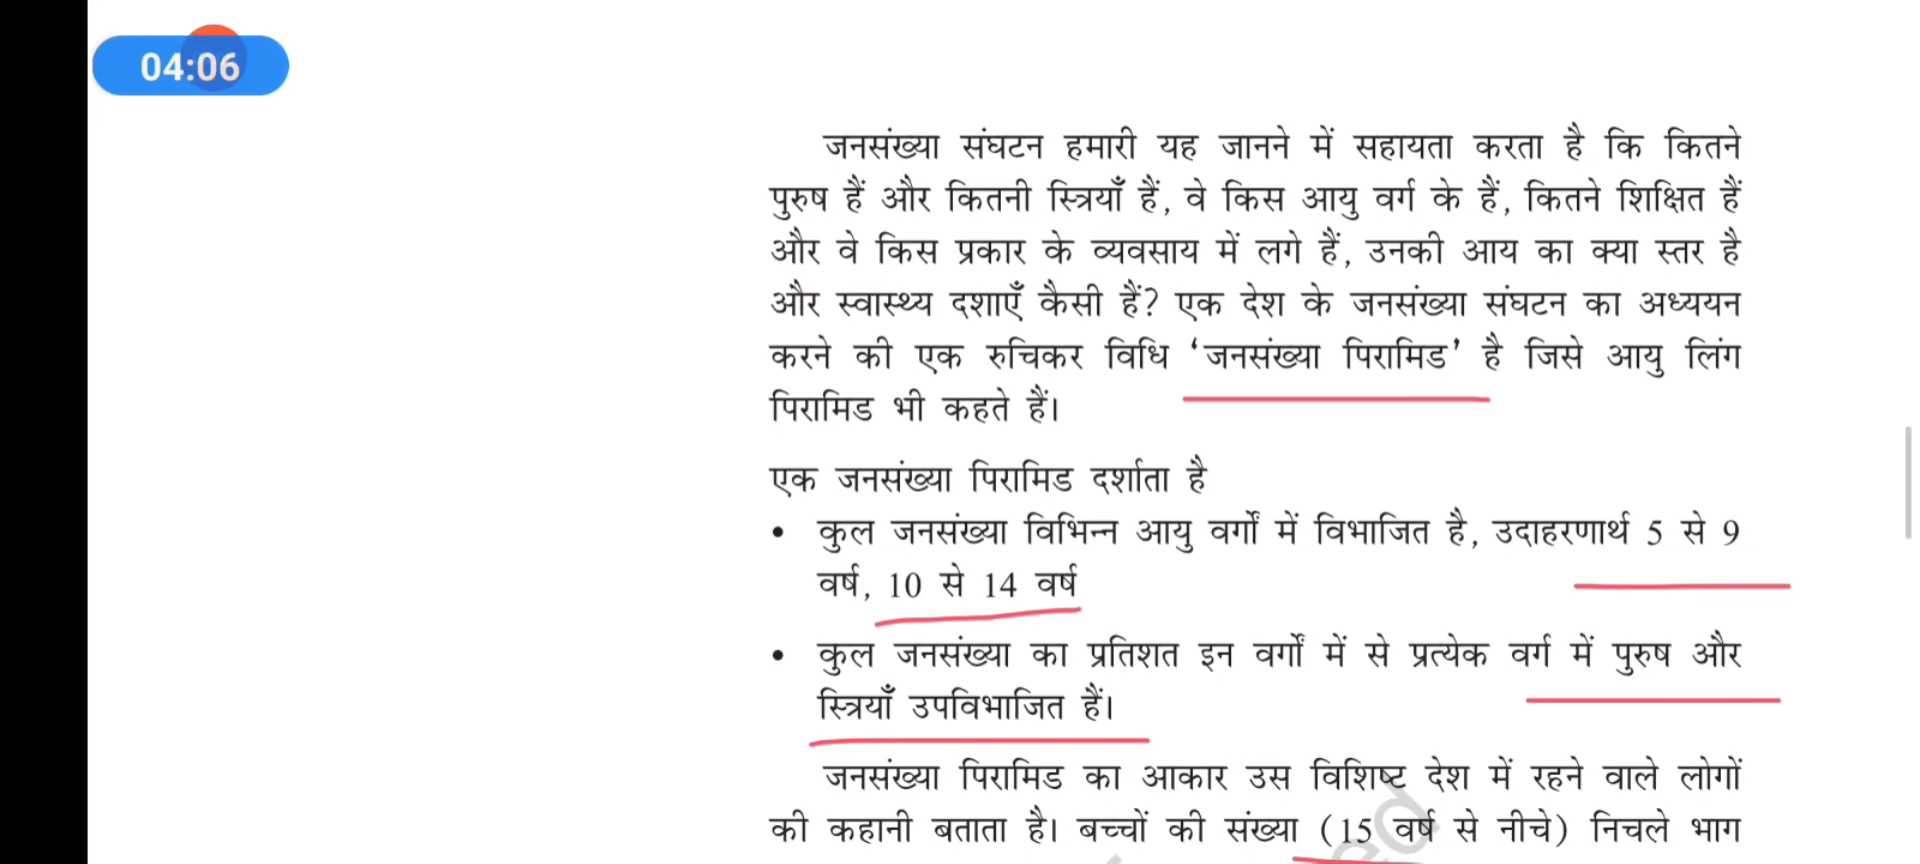 04:06
जनसंख्या संघटन हमारी यह जानने में सहायता करता है कि कितने
पुरुष हैं और कितनी स्त्रियाँ हैं, वे किस आयु वर्ग के हैं, कितने शिक्षित हैं
और वे किस प्रकार के व्यवसाय में लगे हैं, उनकी आय का क्या स्तर है
और स्वास्थ्य दशाएँ कैसी हैं? एक देश के जनसंख्या संघटन का अध्ययन
करने की एक रुचिकर विधि ‘जनसंख्या पिरामिड’ है जिसे आयु लिंग
पिरामिड भी कहते हैं।
एक जनसंख्या पिरामिड दर्शाता है
• कुल जनसंख्या विभिन्न आयु वर्गों में विभाजित है, उदाहरणार्थ 5 से 9
वर्ष, 10 से 14 वर्ष
• कुल जनसंख्या का प्रतिशत इन वर्गों में से प्रत्येक वर्ग में पुरुष और
स्त्रियाँ उपविभाजित हैं।
जनसंख्या पिरामिड का आकार उस विशिष्ट देश में रहने वाले लोगों
की कहानी बताता है। बच्चों की संख्या (15 वर्ष से नीचे) निचले भाग